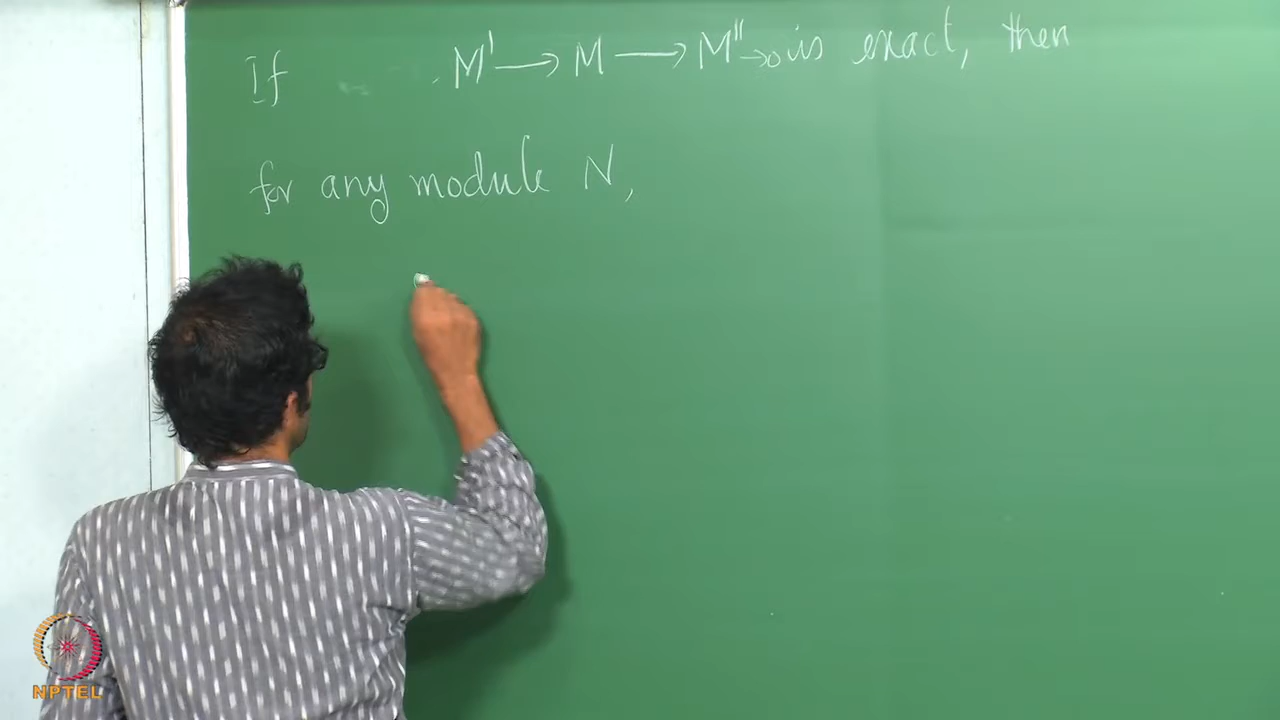 If M' → M → M'' → 0 is exact, then
for any module N,
NPTEL